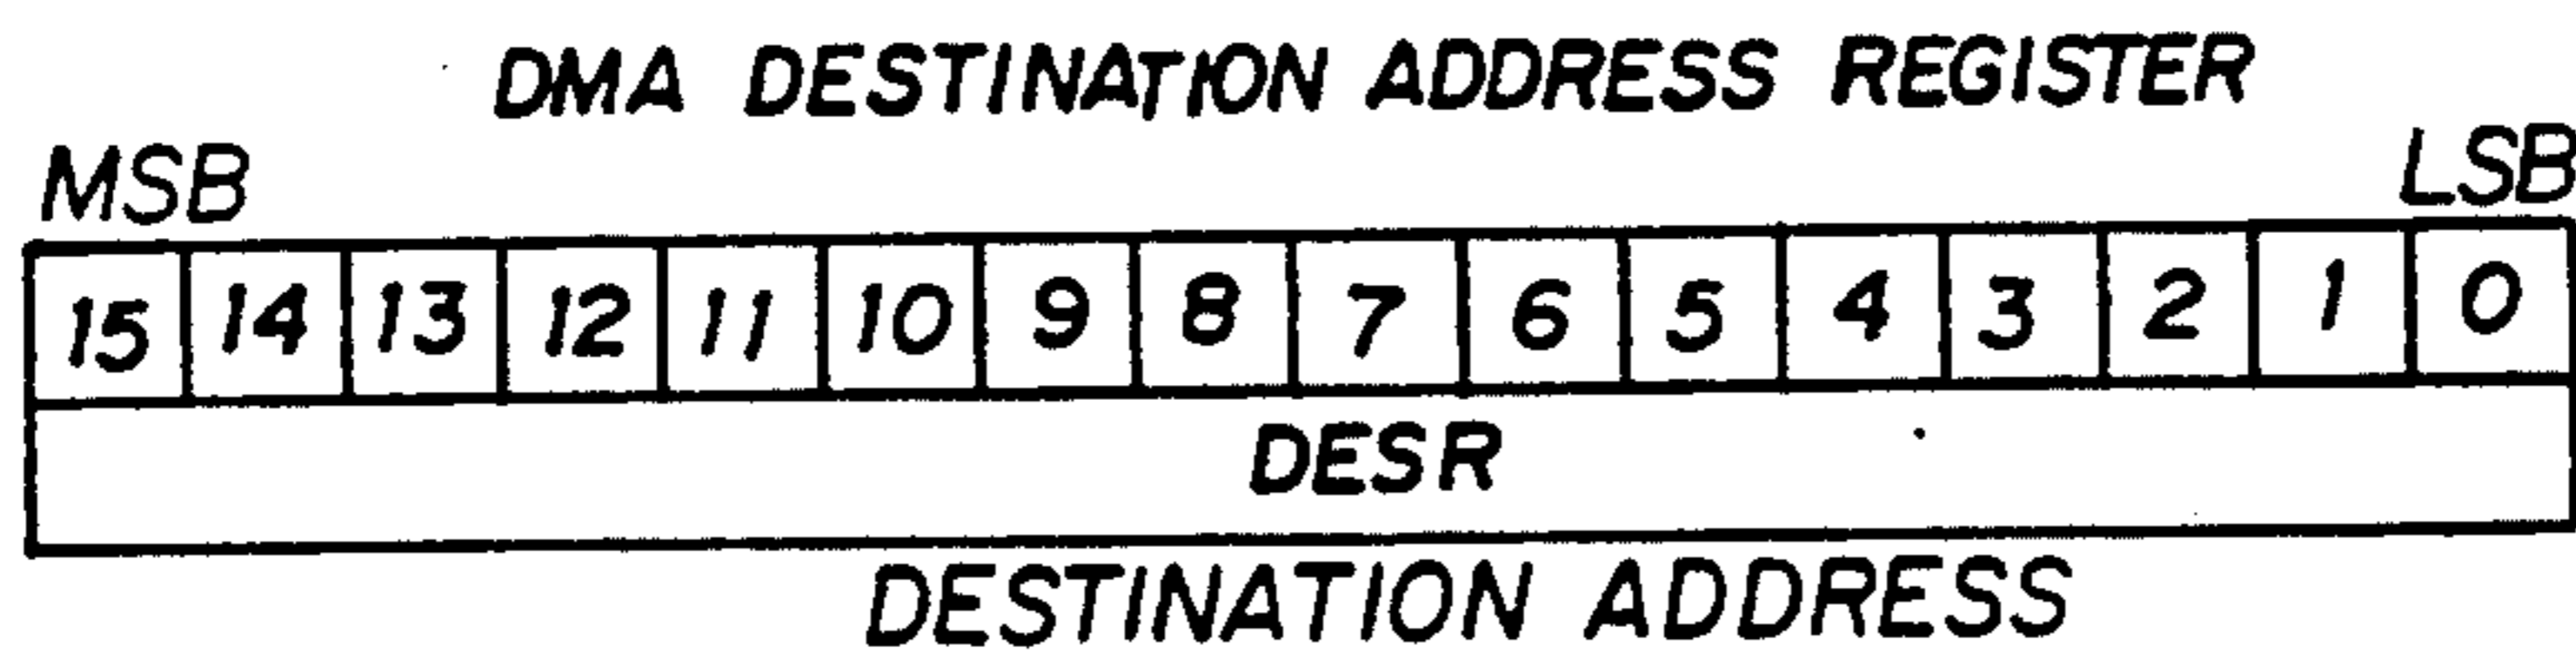 DMA DESTINATION ADDRESS REGISTER
MSB LSB
15 14 13 12 11 10 9 8 7 6 5 4 3 2 1 0
DESR
DESTINATION ADDRESS